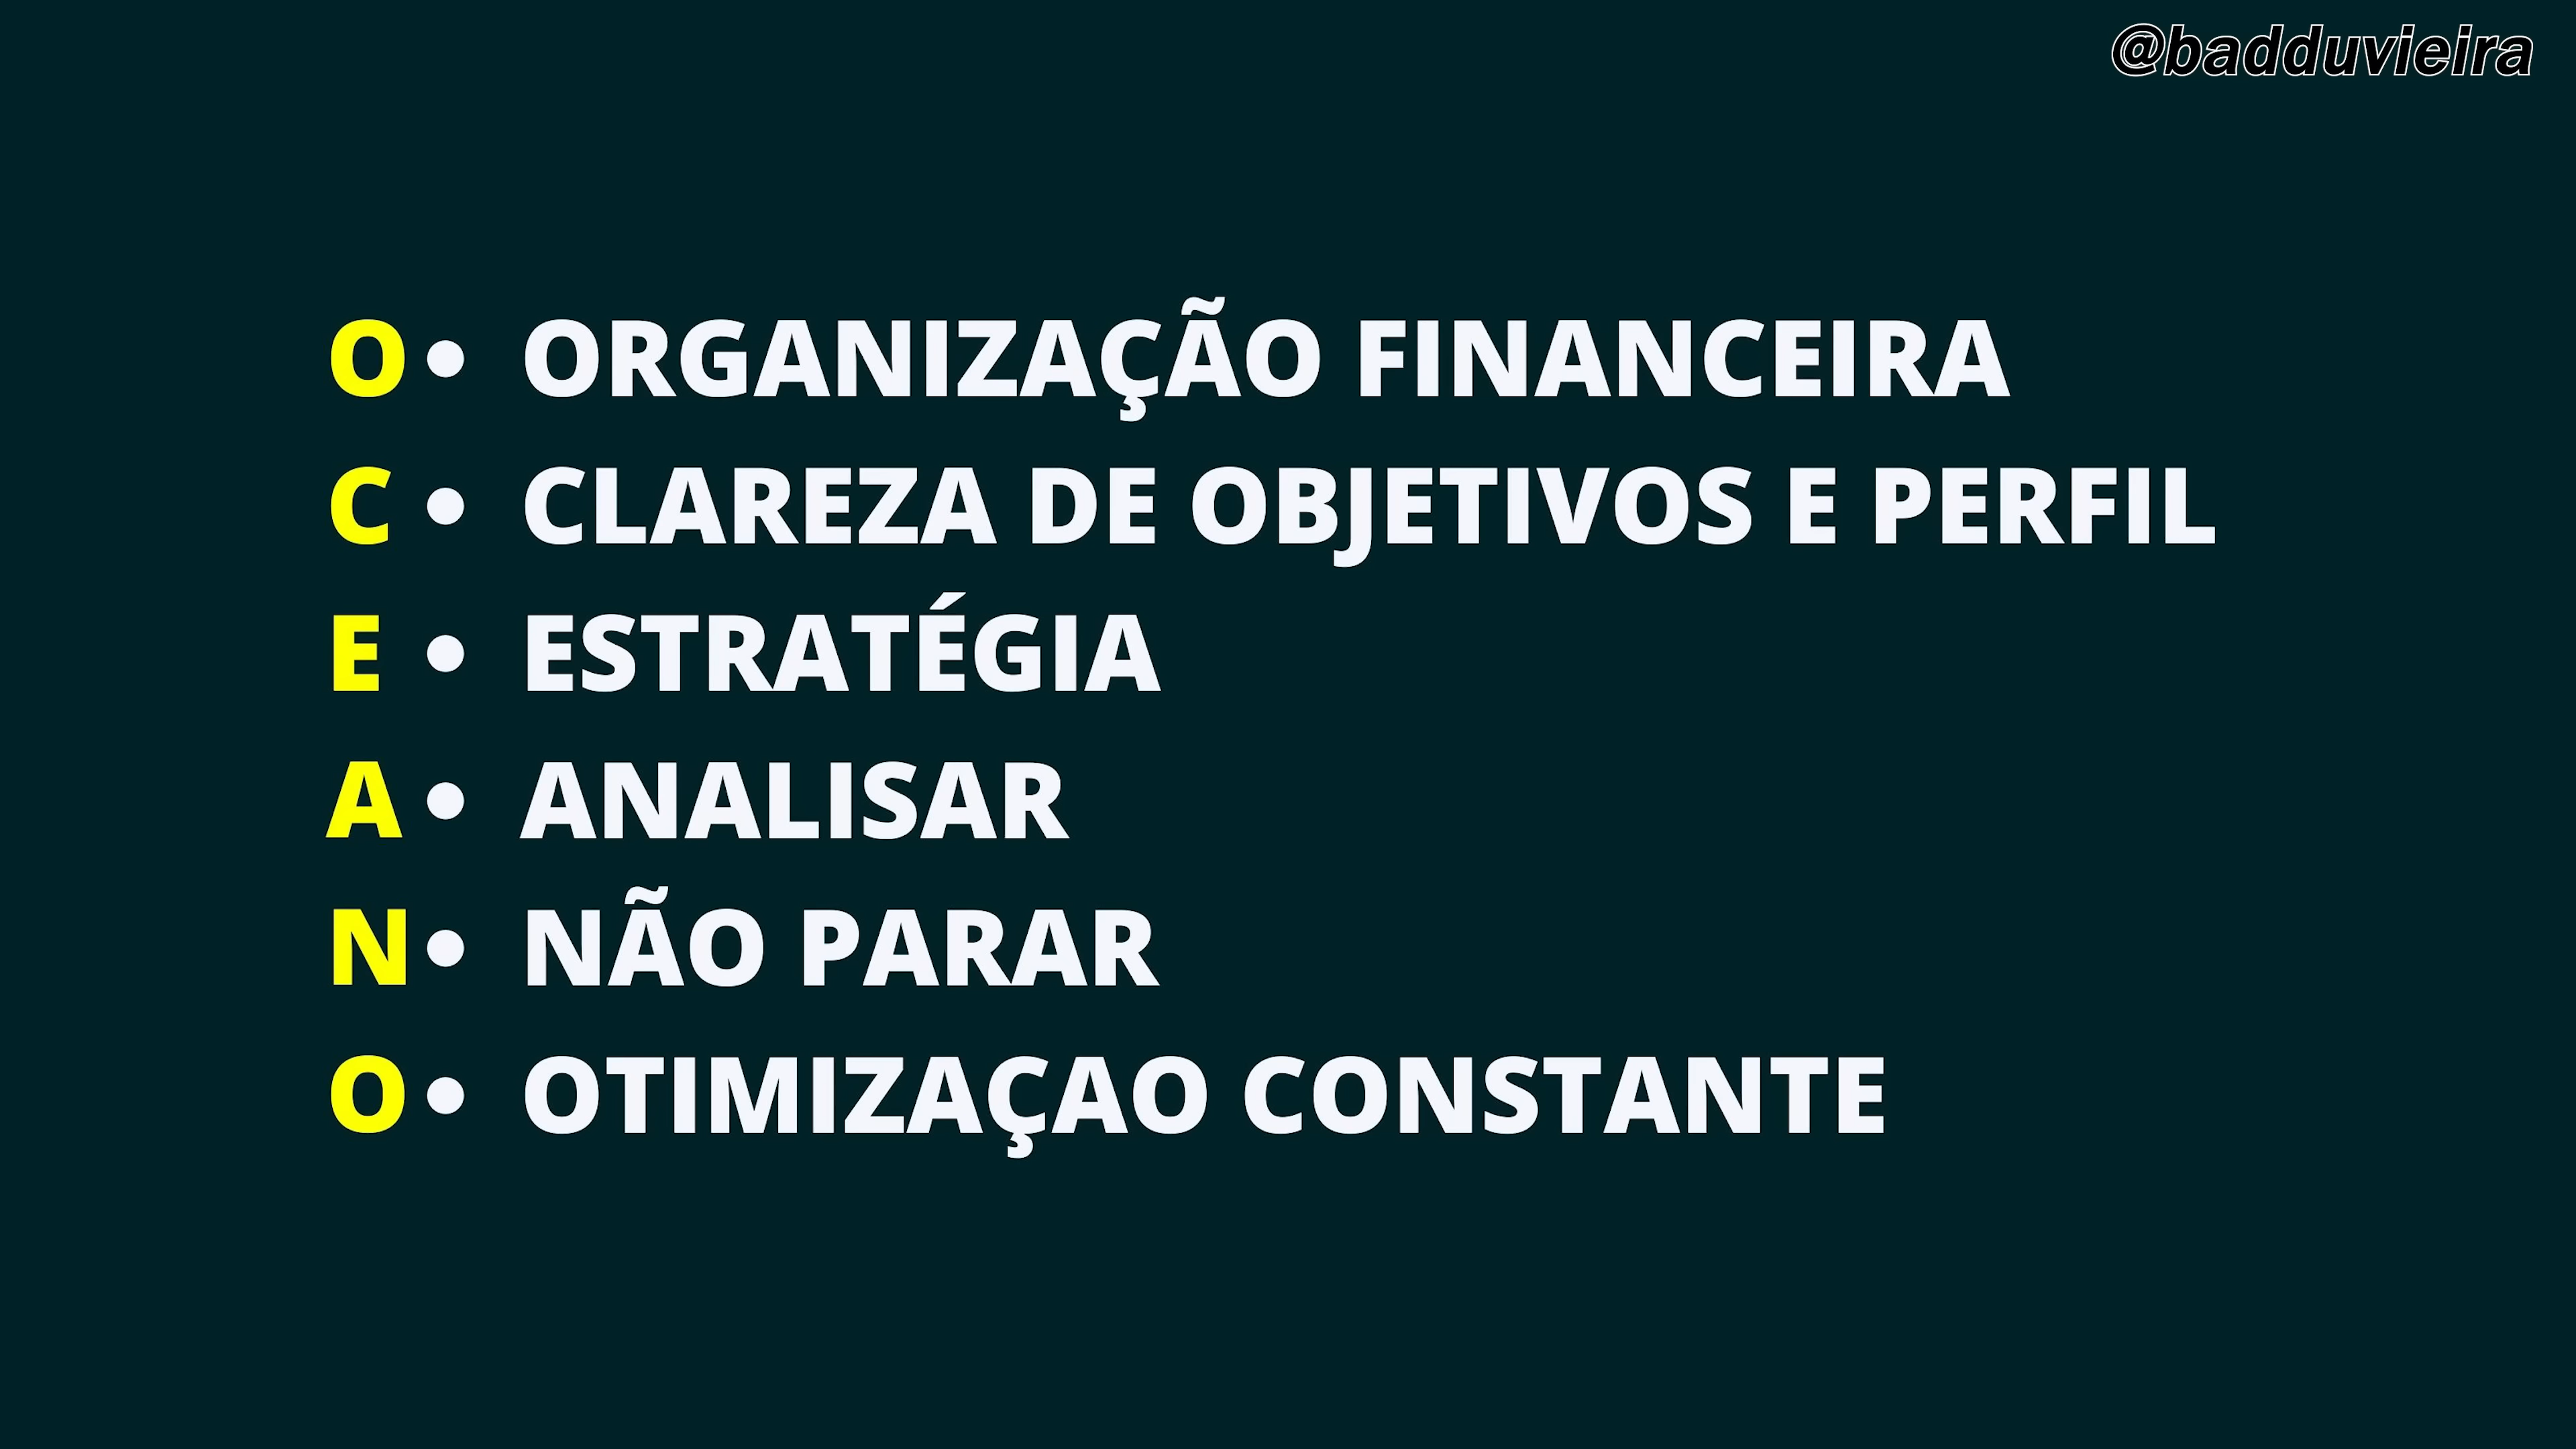 @badduvieira
O • ORGANIZAÇÃO FINANCEIRA
C • CLAREZA DE OBJETIVOS E PERFIL
E • ESTRATÉGIA
A • ANALISAR
N • NÃO PARAR
O • OTIMIZAÇAO CONSTANTE